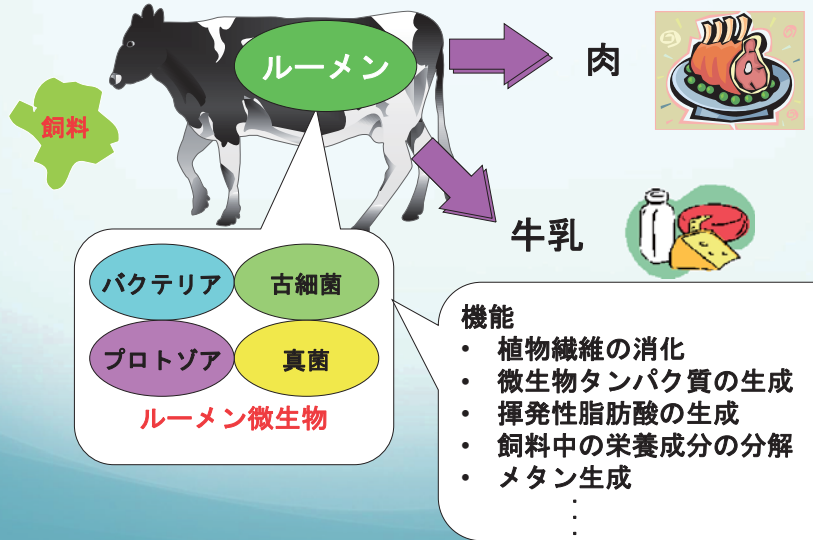 ルーメン
肉
飼料
牛乳
バクテリア
古細菌
プロトゾア
真菌
ルーメン微生物
機能
• 植物繊維の消化
• 微生物タンパク質の生成
• 揮発性脂肪酸の生成
• 飼料中の栄養成分の分解
• メタン生成
⋮